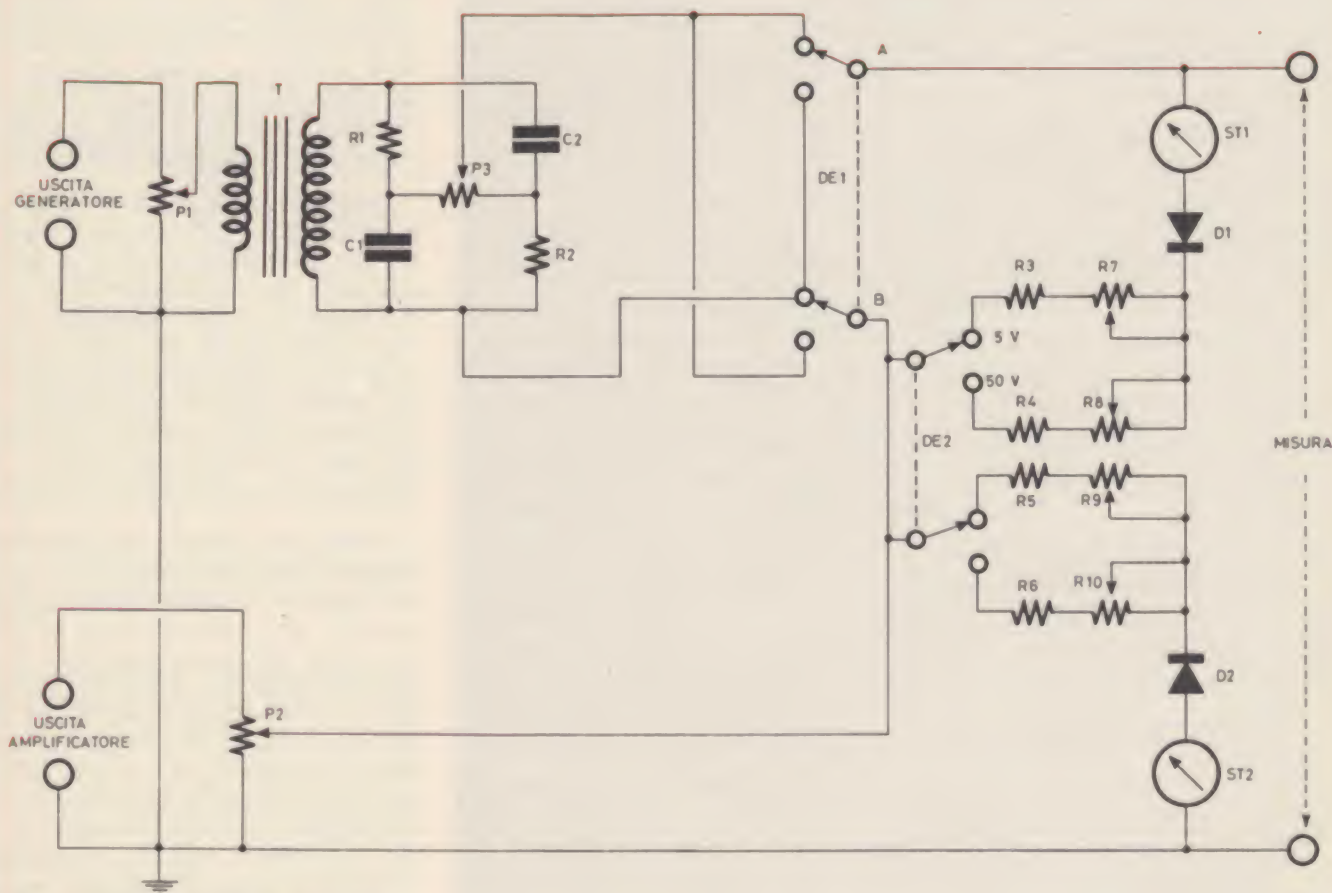 A
T
R1
C2
P3
ST1
USCITA
GENERATORE
P1
DE1
C1
R2
D1
R3
R7
B
5 V
50 V
R4
R8
DE2
MISURA
R5
R9
R6
R10
D2
USCITA
AMPLIFICATORE
P2
ST2